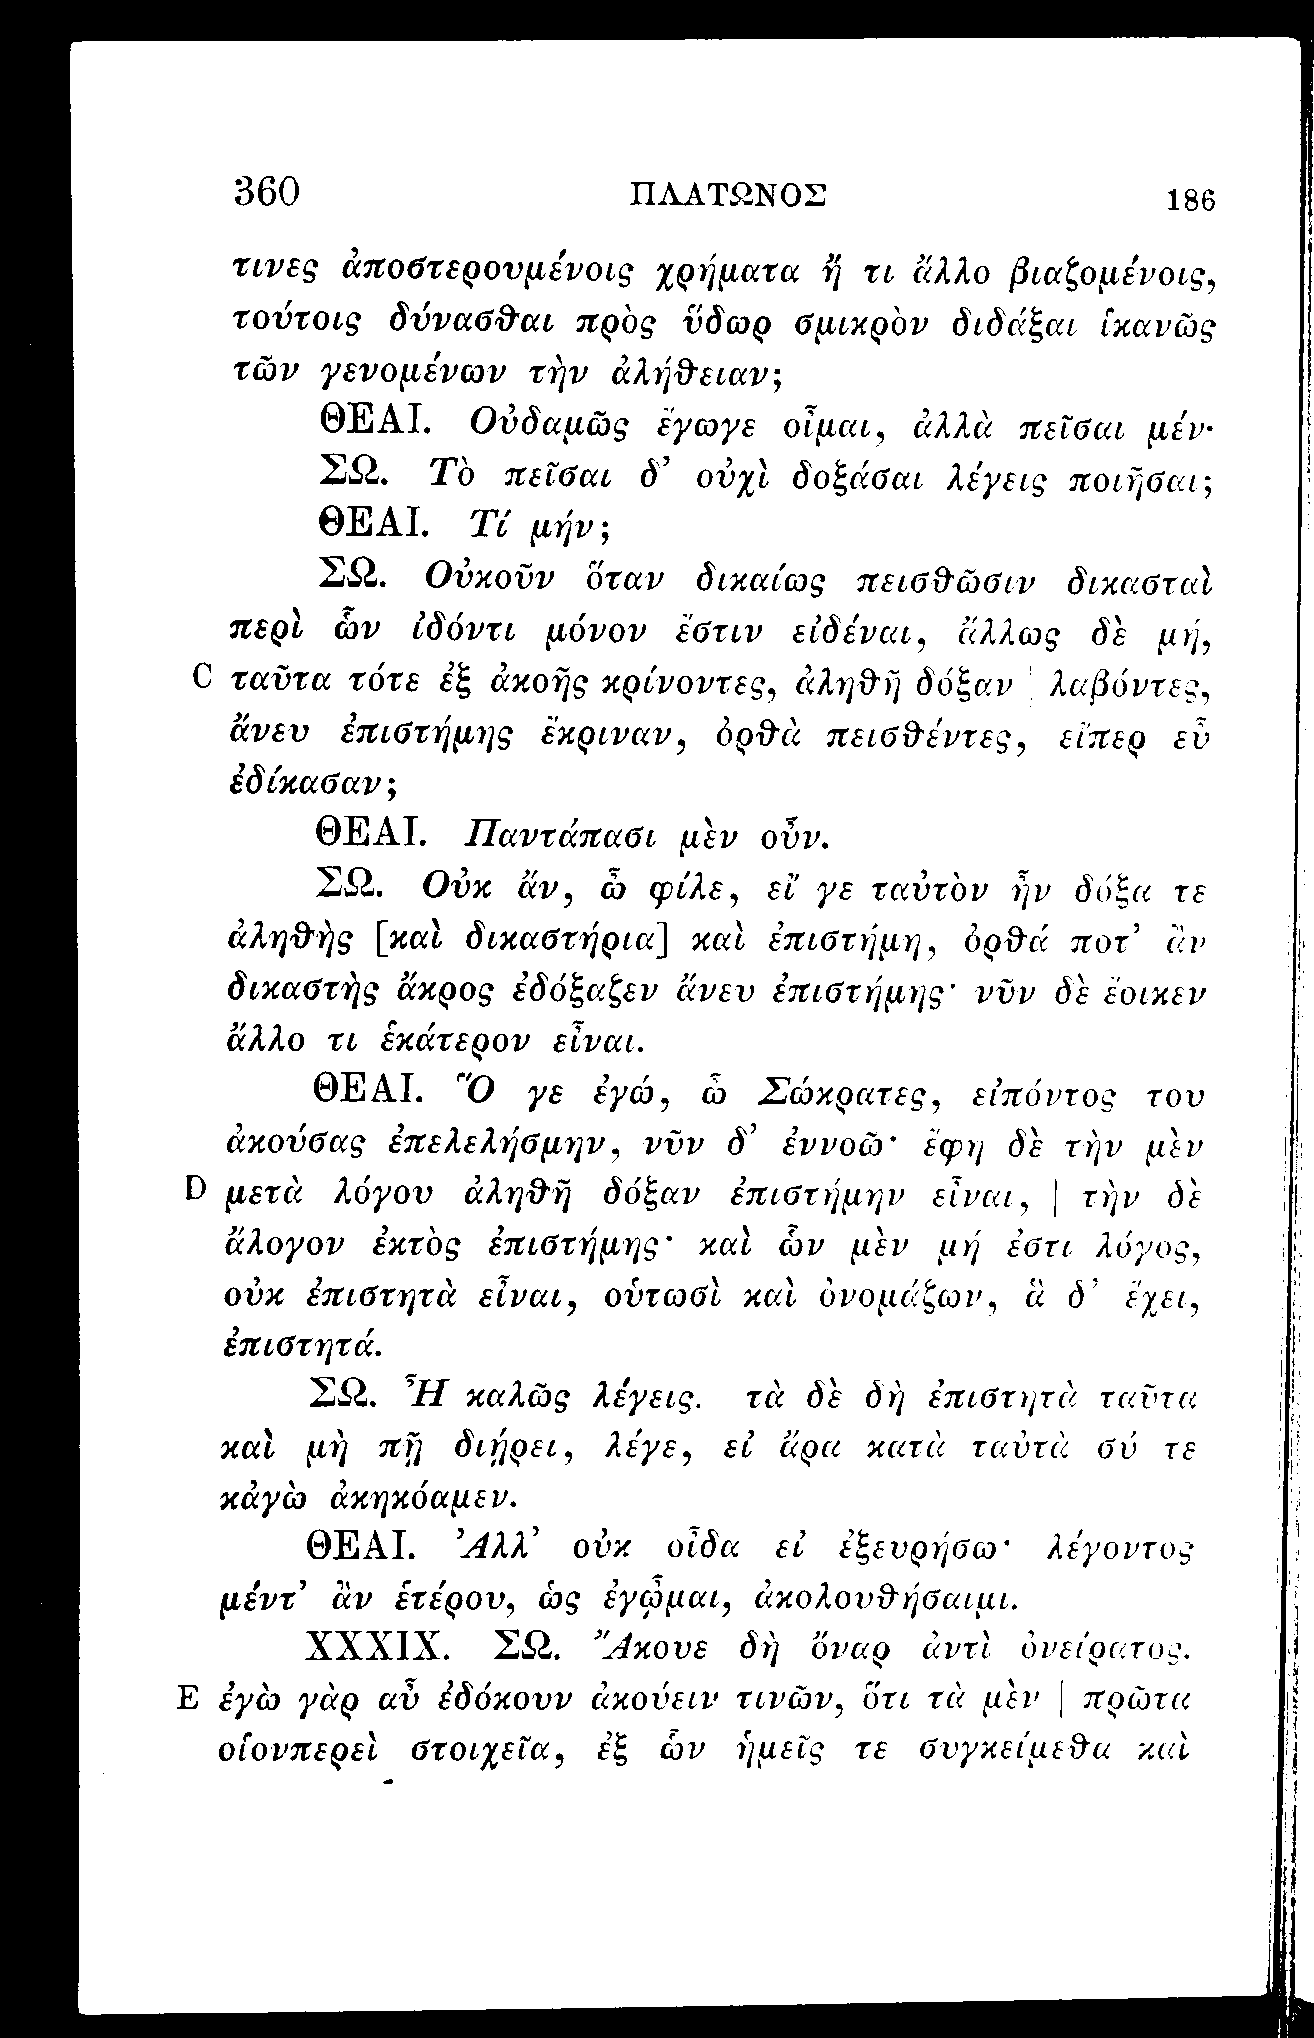 360 ΠΛΑΤΩΝΟΣ 186
τινες ἀποστερουμένοις χρήματα ἤ τι ἄλλο βιαζομένοις,
τούτοις δύνασθαι πρὸς ὕδωρ σμικρὸν διδάξαι ἱκανῶς
τῶν γενομένων τὴν ἀλήθειαν;
ΘΕΑΙ. Οὐδαμῶς ἔγωγε οἶμαι, ἀλλὰ πεῖσαι μέν·
ΣΩ. Τὸ πεῖσαι δ’ οὐχὶ δοξάσαι λέγεις ποιῆσαι;
ΘΕΑΙ. Τί μήν;
ΣΩ. Οὐκοῦν ὅταν δικαίως πεισθῶσιν δικασταὶ
περὶ ὧν ἰδόντι μόνον ἔστιν εἰδέναι, ἄλλως δὲ μή,
C ταῦτα τότε ἐξ ἀκοῆς κρίνοντες, ἀληθῆ δόξαν | λαβόντες,
ἄνευ ἐπιστήμης ἔκριναν, ὀρθὰ πεισθέντες, εἴπερ εὖ
ἐδίκασαν;
ΘΕΑΙ. Παντάπασι μὲν οὖν.
ΣΩ. Οὐκ ἄν, ὦ φίλε, εἴ γε ταὐτὸν ἦν δόξα τε
ἀληθὴς [καὶ δικαστήρια] καὶ ἐπιστήμη, ὀρθά ποτ’ ἂν
δικαστὴς ἄκρος ἐδόξαζεν ἄνευ ἐπιστήμης· νῦν δὲ ἔοικεν
ἄλλο τι ἑκάτερον εἶναι.
ΘΕΑΙ. Ὅ γε ἐγώ, ὦ Σώκρατες, εἰπόντος του
ἀκούσας ἐπελελήσμην, νῦν δ’ ἐννοῶ· ἔφη δὲ τὴν μὲν
D μετὰ λόγου ἀληθῆ δόξαν ἐπιστήμην εἶναι, | τὴν δὲ
ἄλογον ἐκτὸς ἐπιστήμης· καὶ ὧν μὲν μή ἐστι λόγος,
οὐκ ἐπιστητὰ εἶναι, οὑτωσὶ καὶ ὀνομάζων, ἃ δ’ ἔχει,
ἐπιστητά.
ΣΩ. Ἦ καλῶς λέγεις. τὰ δὲ δὴ ἐπιστητὰ ταῦτα
καὶ μὴ πῇ διῄρει, λέγε, εἰ ἄρα κατὰ ταὐτὰ σύ τε
κἀγὼ ἀκηκόαμεν.
ΘΕΑΙ. Ἀλλ’ οὐκ οἶδα εἰ ἐξευρήσω· λέγοντος
μέντ’ ἂν ἑτέρου, ὡς ἐγᾦμαι, ἀκολουθήσαιμι.
XXXIX. ΣΩ. Ἄκουε δὴ ὄναρ ἀντὶ ὀνείρατος.
E ἐγὼ γὰρ αὖ ἐδόκουν ἀκούειν τινῶν, ὅτι τὰ μὲν | πρῶτα
οἱονπερεὶ στοιχεῖα, ἐξ ὧν ἡμεῖς τε συγκείμεθα καὶ